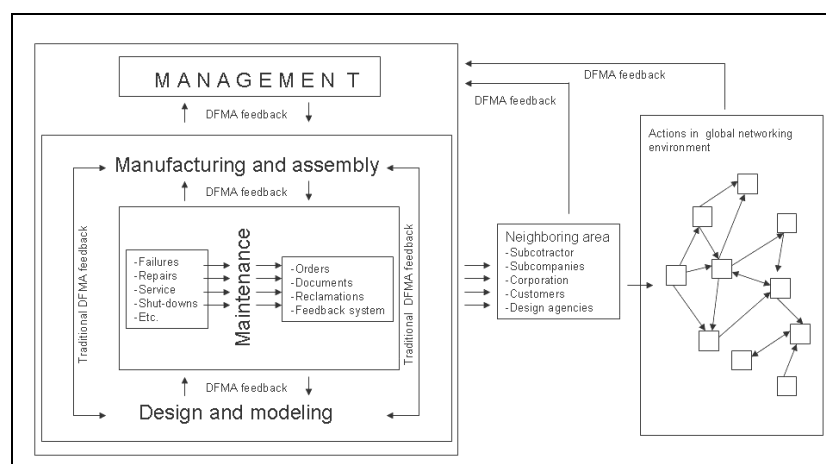 MANAGEMENT
DFMA feedback
DFMA feedback
DFMA feedback
Manufacturing and assembly
DFMA feedback
Traditional DFMA feedback
-Failures
-Repairs
-Service
-Shut-downs
-Etc.
Maintenance
-Orders
-Documents
-Reclamations
-Feedback system
Traditional DFMA feedback
DFMA feedback
Design and modeling
Neighboring area
-Subcotractor
-Subcompanies
-Corporation
-Customers
-Design agencies
Actions in global networking
environment